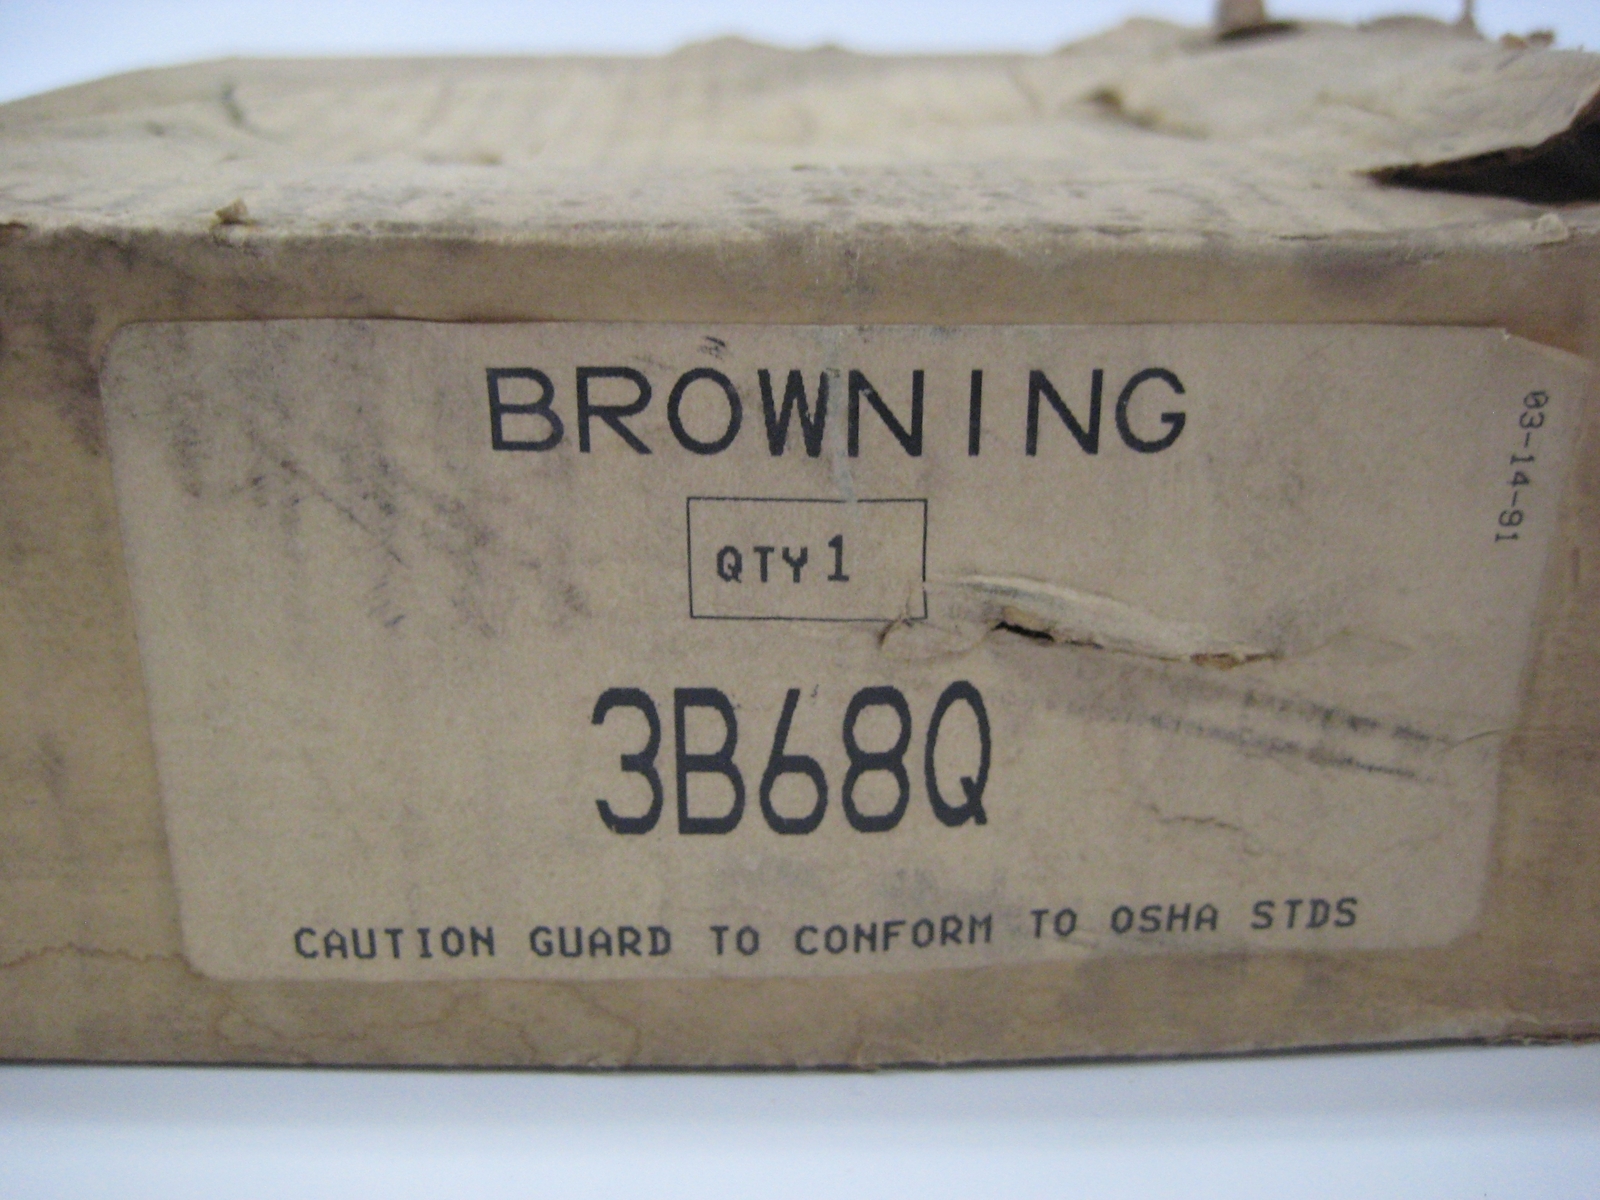 BROWNING
03-14-91
QTY 1
3B68Q
CAUTION GUARD TO CONFORM TO OSHA STDS